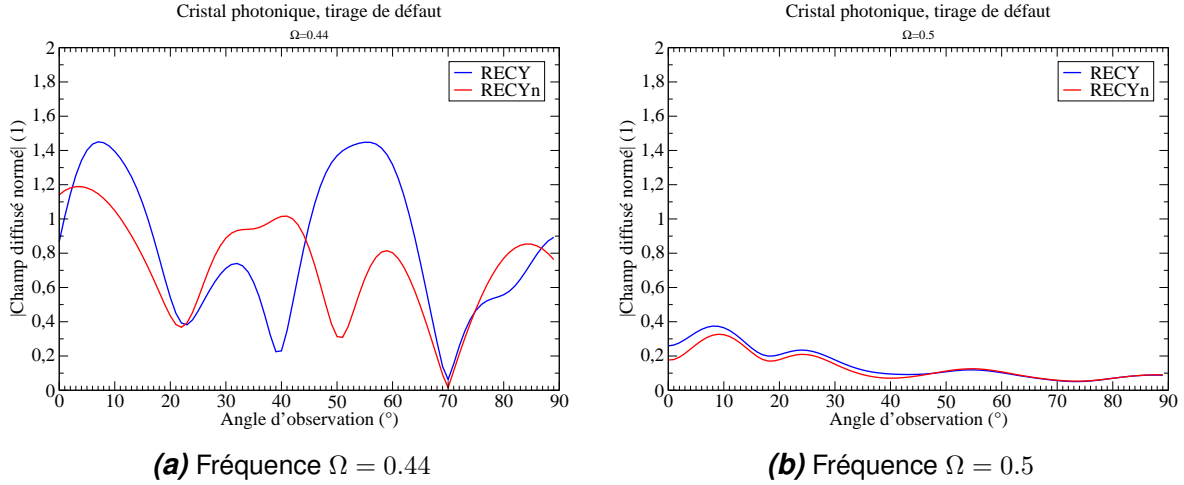 Cristal photonique, tirage de défaut
Ω=0.44
2
1,8
1,6
1,4
1,2
1
0,8
0,6
0,4
0,2
0
|Champ diffusé normé| (1)
RECY
RECYn
0 10 20 30 40 50 60 70 80 90
Angle d'observation (°)
(a) Fréquence Ω = 0.44
Cristal photonique, tirage de défaut
Ω=0.5
2
1,8
1,6
1,4
1,2
1
0,8
0,6
0,4
0,2
0
|Champ diffusé normé| (1)
RECY
RECYn
0 10 20 30 40 50 60 70 80 90
Angle d'observation (°)
(b) Fréquence Ω = 0.5